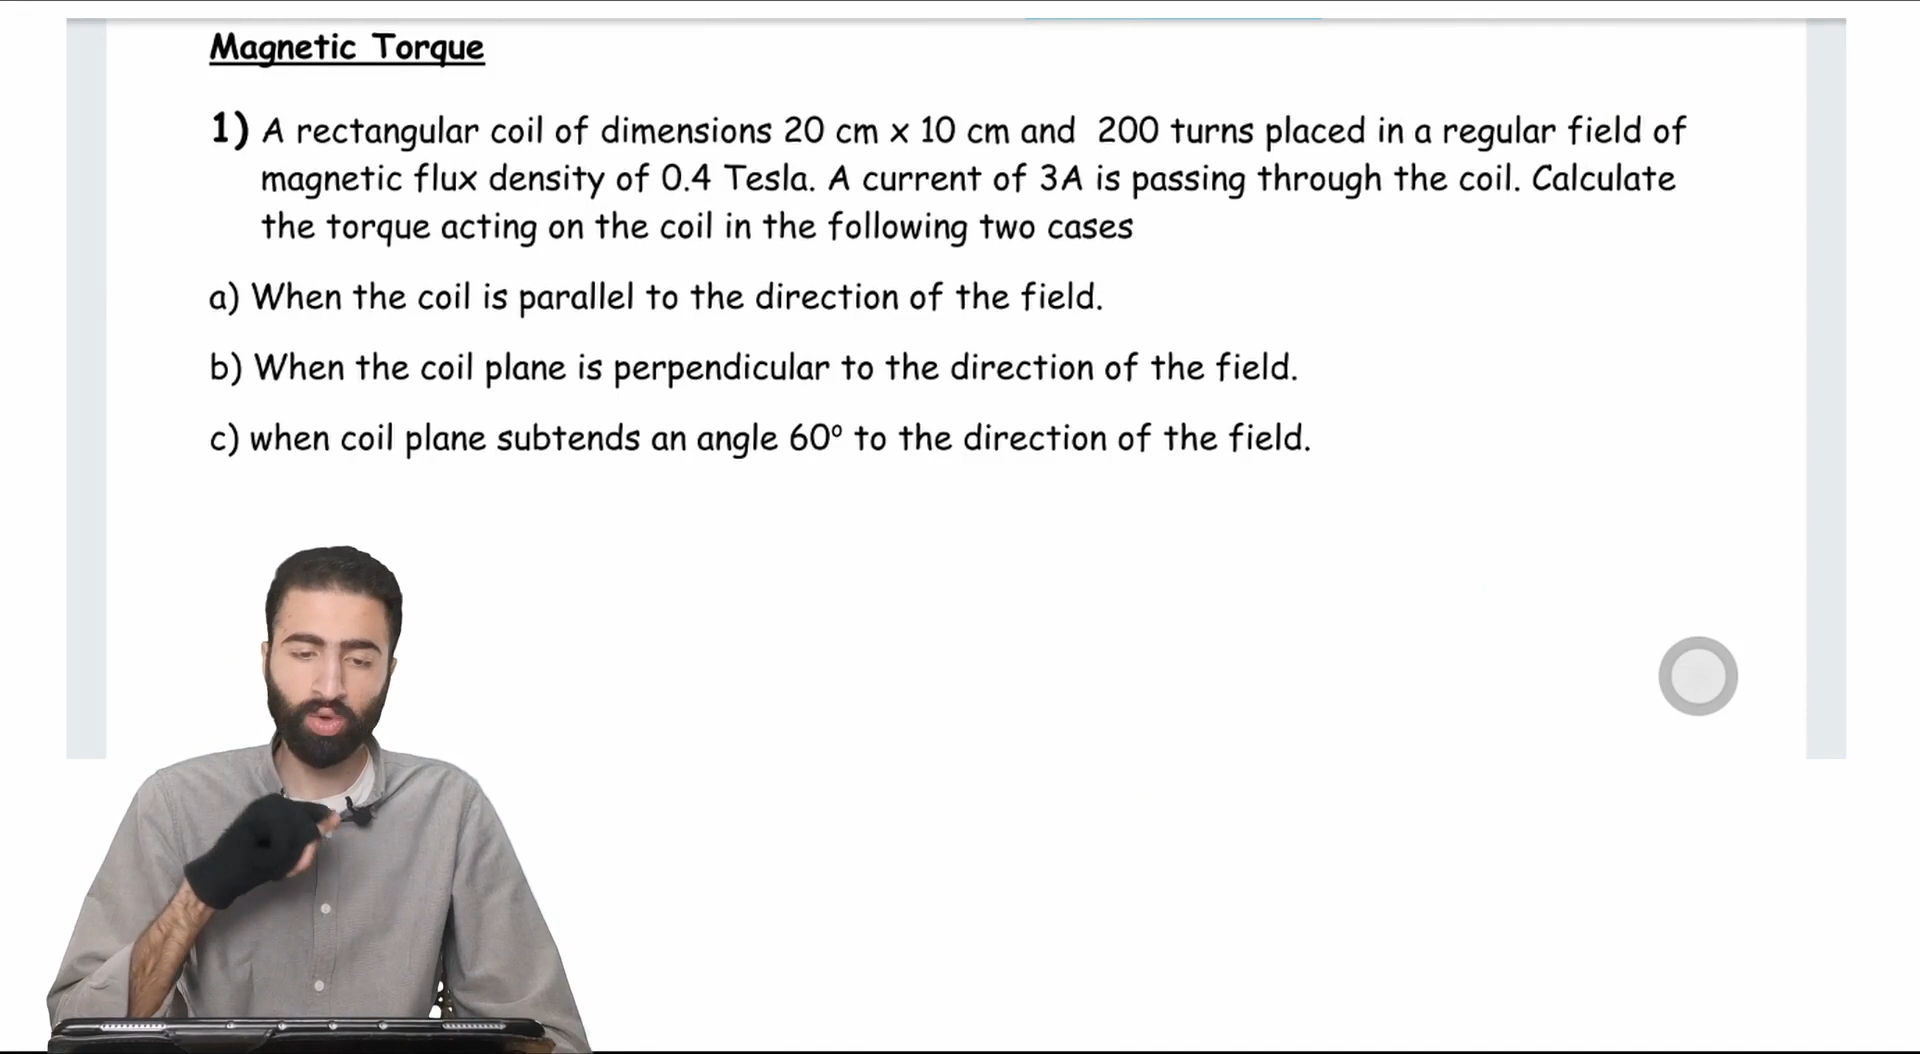 Magnetic Torque
1) A rectangular coil of dimensions 20 cm x 10 cm and 200 turns placed in a regular field of
magnetic flux density of 0.4 Tesla. A current of 3A is passing through the coil. Calculate
the torque acting on the coil in the following two cases
a) When the coil is parallel to the direction of the field.
b) When the coil plane is perpendicular to the direction of the field.
c) when coil plane subtends an angle 60° to the direction of the field.